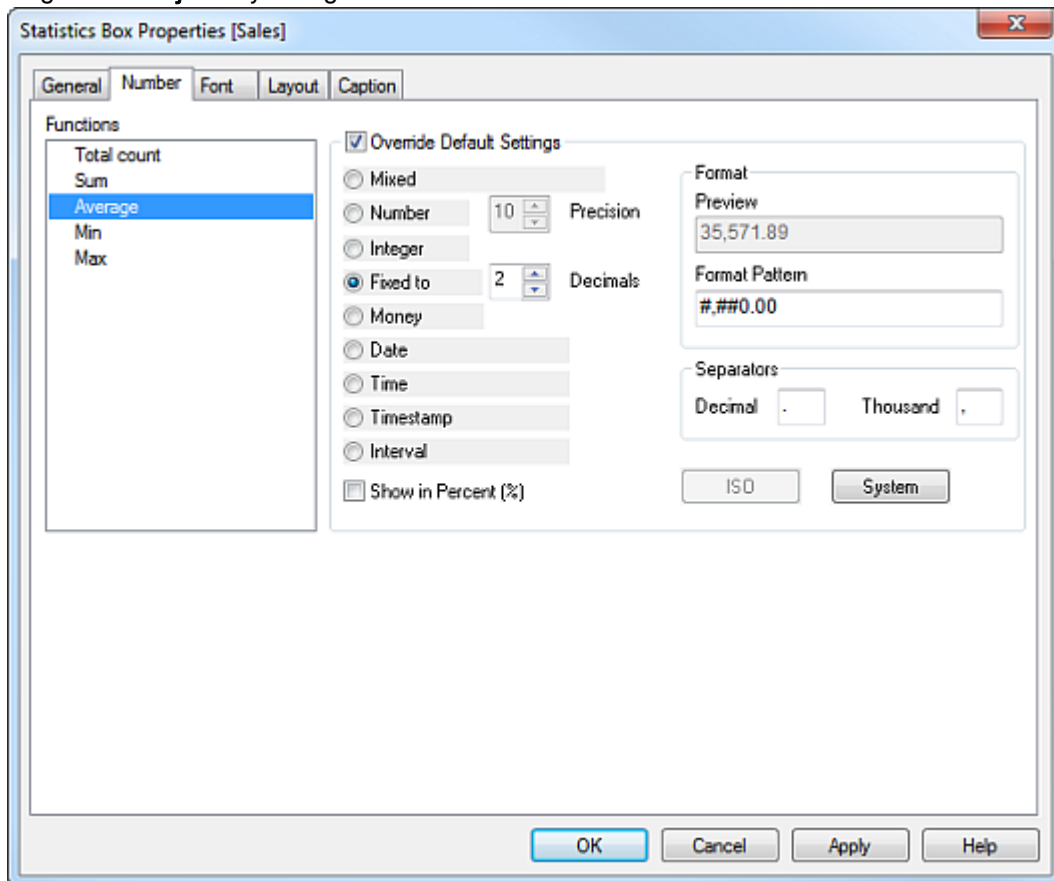 Statistics Box Properties [Sales]
General Number Font Layout Caption
Functions
Total count
Sum
Average
Min
Max
Override Default Settings
Mixed
Number 10 Precision
Integer
Fixed to 2 Decimals
Money
Date
Time
Timestamp
Interval
Show in Percent (%)
Format
Preview
35,571.89
Format Pattern
#,##0.00
Separators
Decimal . Thousand ,
ISO System
OK Cancel Apply Help